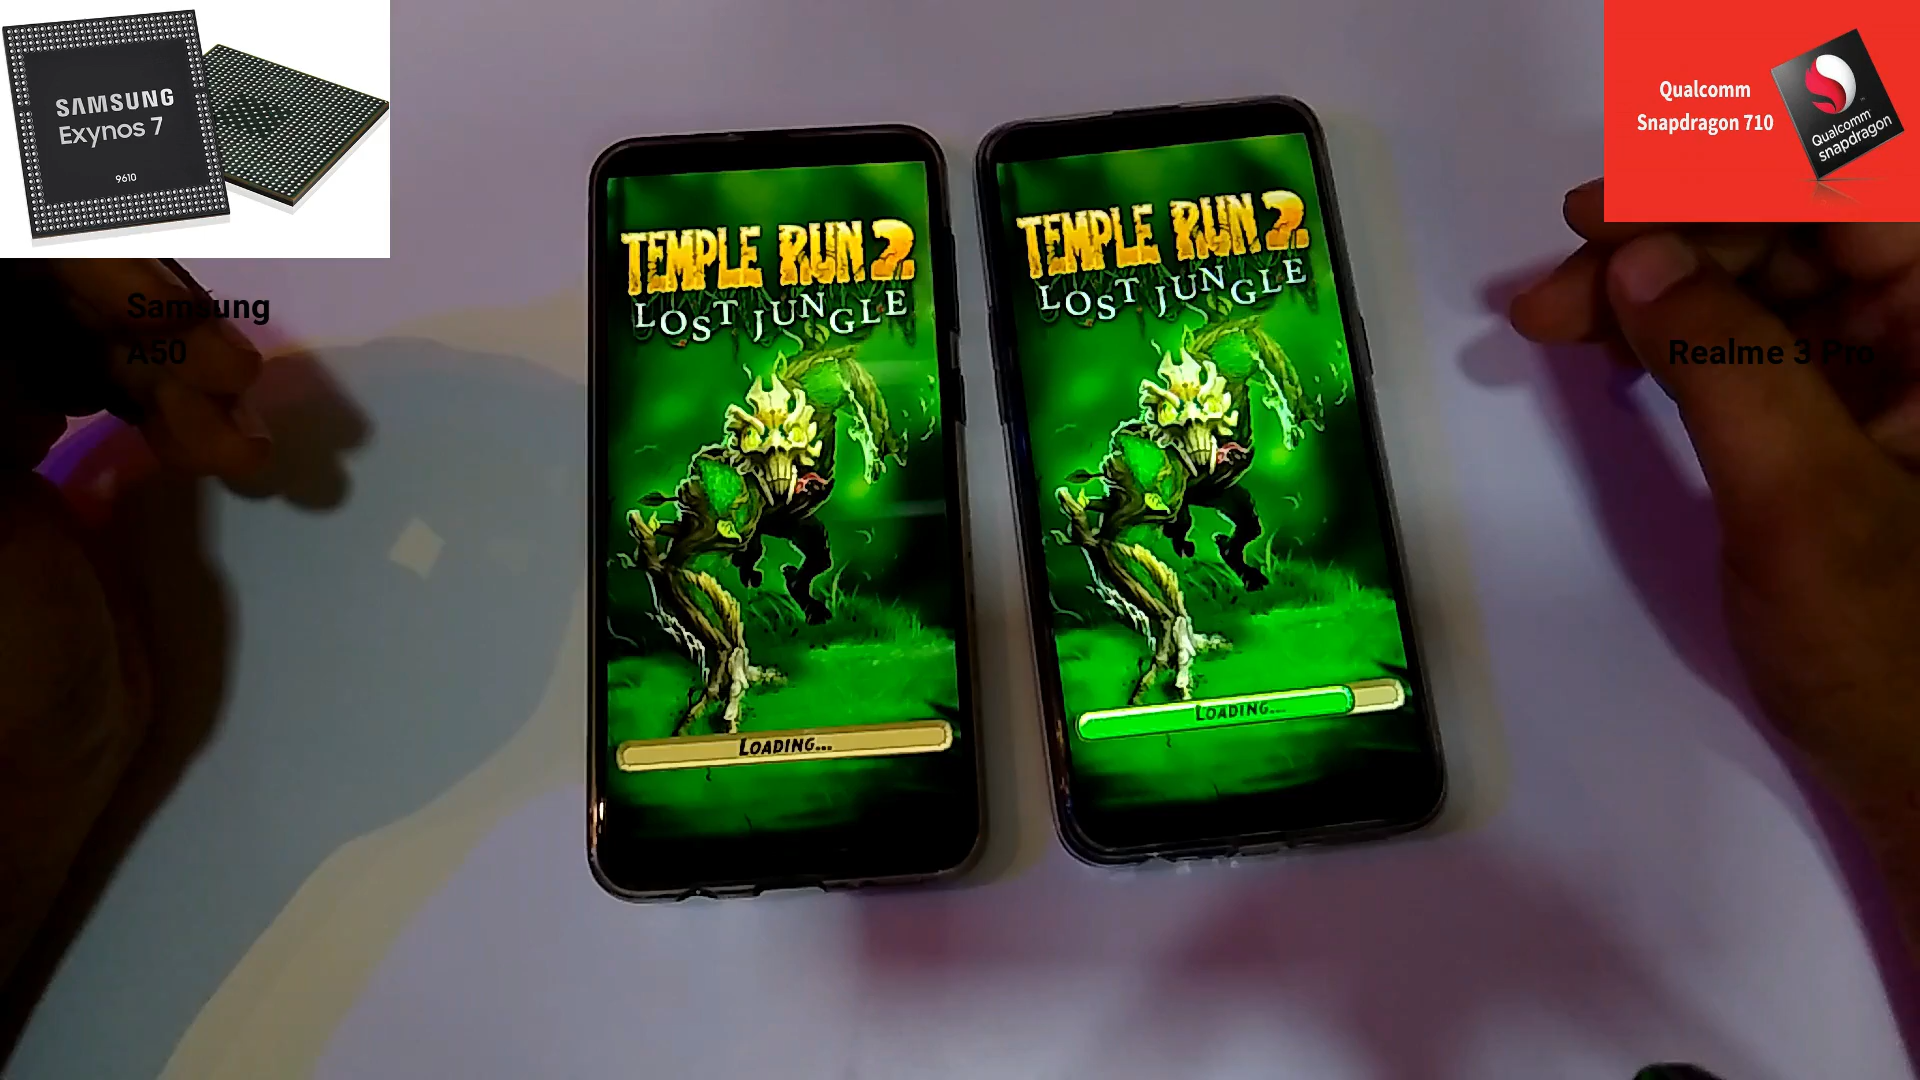 SAMSUNG
Exynos 7
9610
Samsung
A50
TEMPLE RUN 2
LOST JUNGLE
LOADING...
TEMPLE RUN 2
LOST JUNGLE
LOADING...
Qualcomm
Snapdragon 710
Qualcomm
snapdragon
Realme 3 Pro